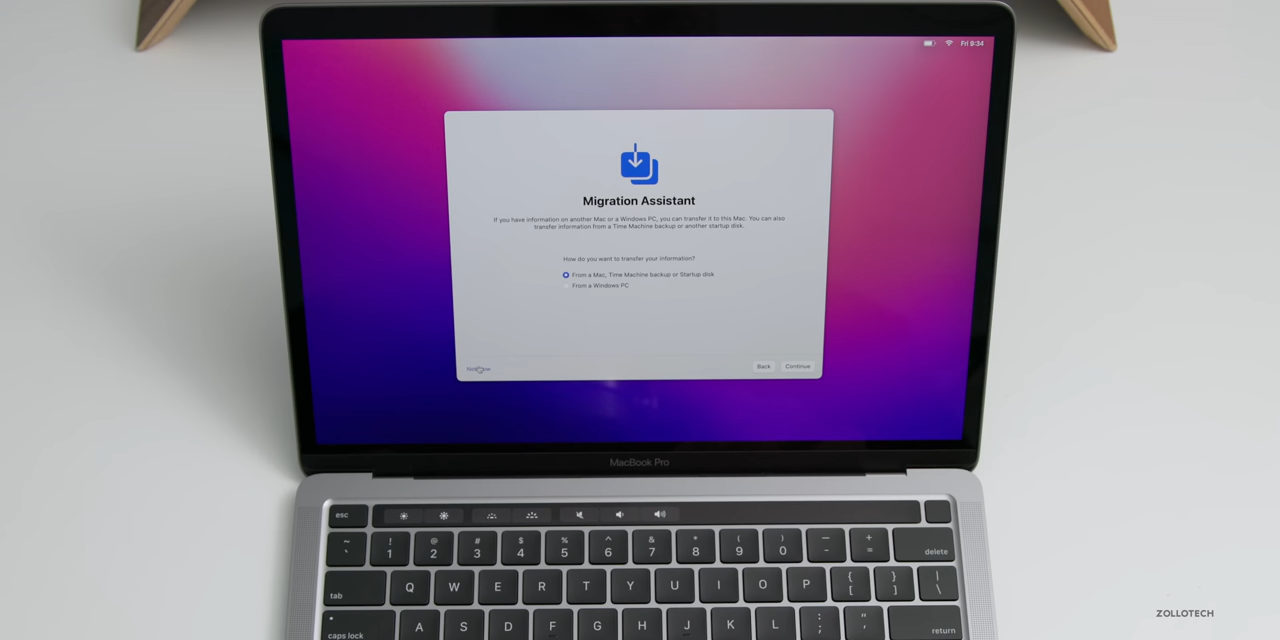 Fri 9:34
Migration Assistant
If you have information on another Mac or a Windows PC, you can transfer it to this Mac. You can also
transfer information from a Time Machine backup or another startup disk.
How do you want to transfer your information?
From a Mac, Time Machine backup or Startup disk
From a Windows PC
Back Continue
MacBook Pro
esc
~ ! @ # $ % ^ & * ( ) — +
` 1 2 3 4 5 6 7 8 9 0 - = delete
tab Q W E R T Y U I O P { [ } ] | \
caps lock A S D F G H J K L : ; " ' return
ZOLLOTECH